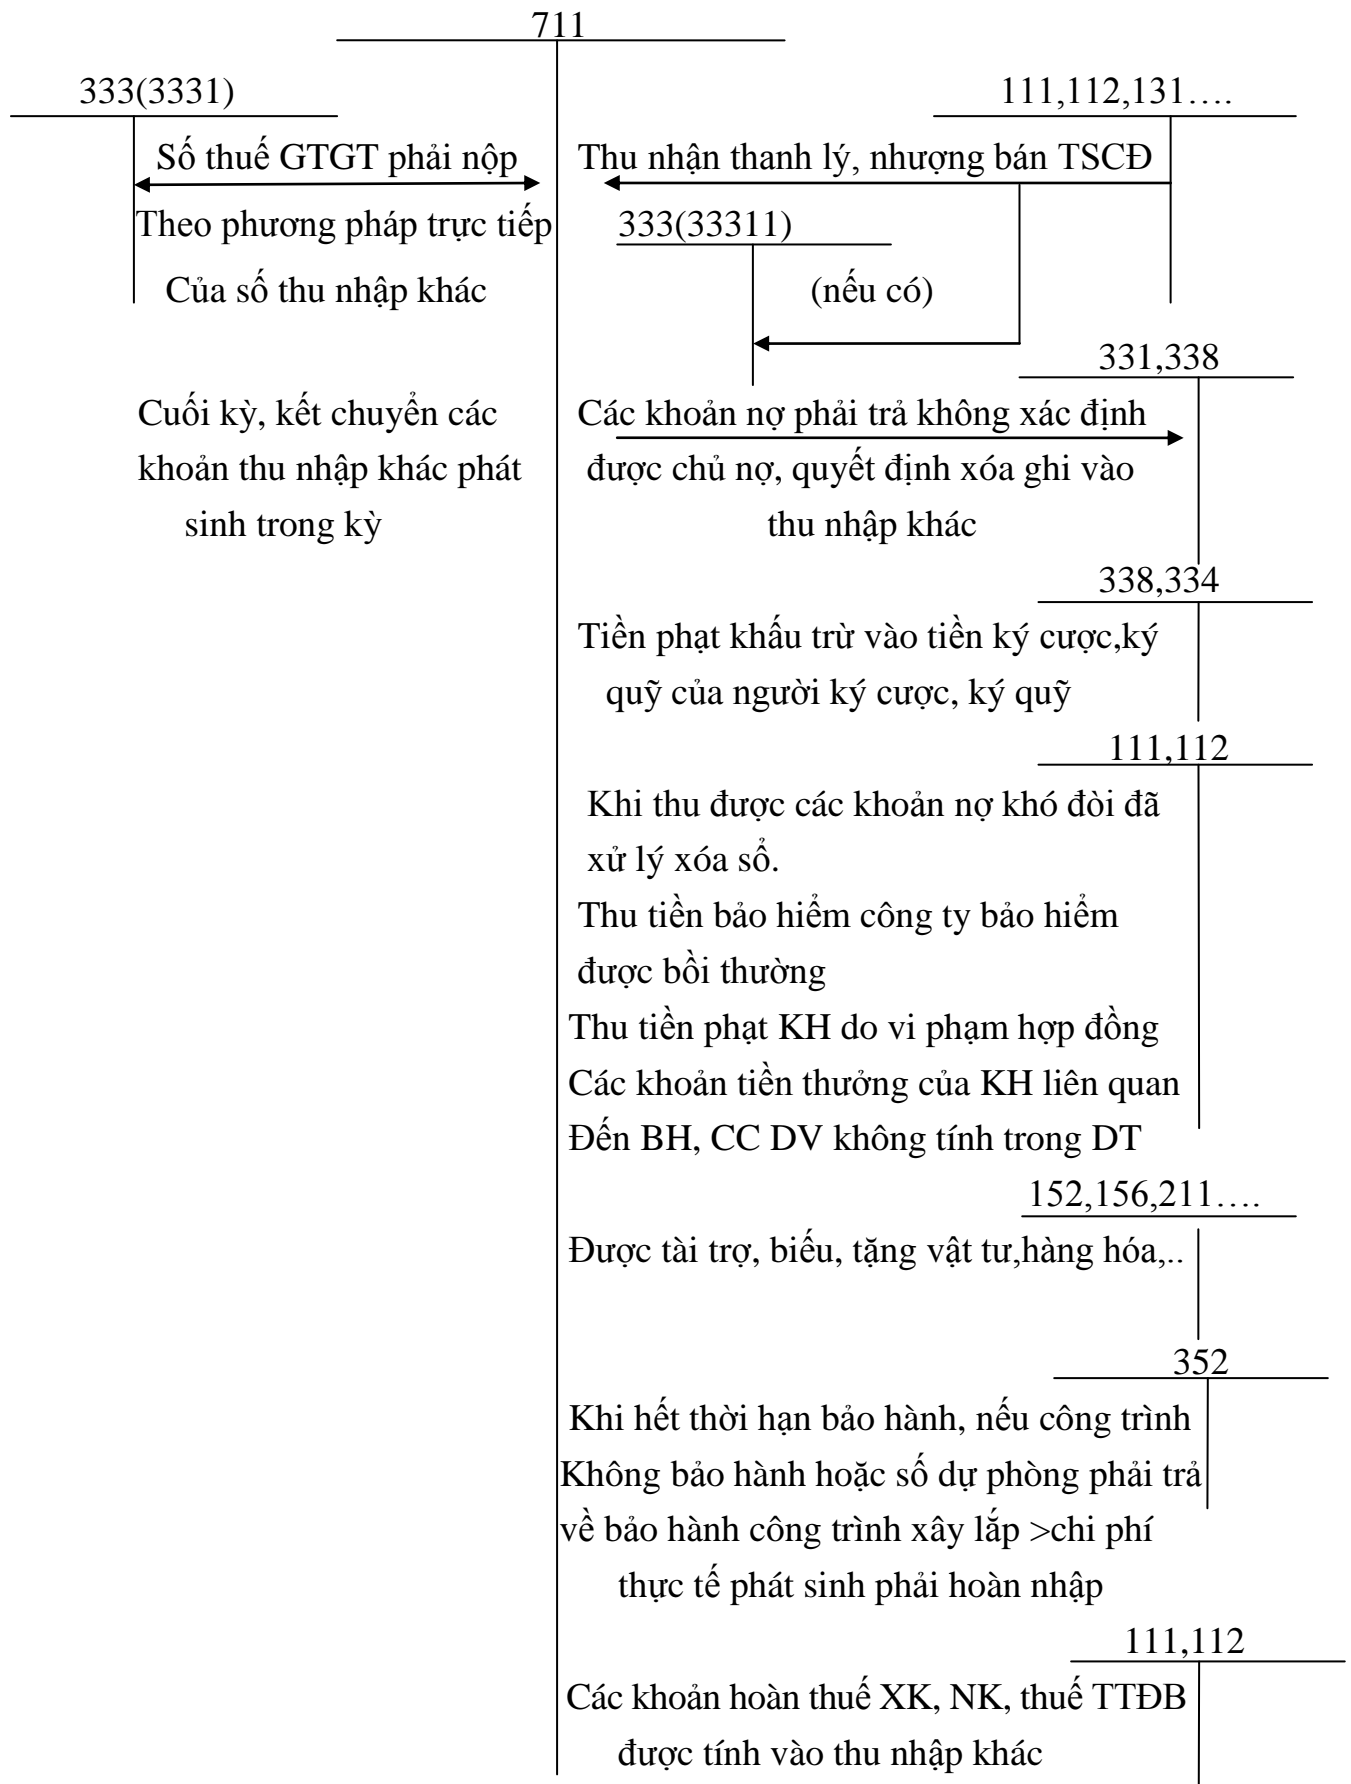 711
333(3331)
111,112,131….
Số thuế GTGT phải nộp
Thu nhận thanh lý, nhượng bán TSCĐ
Theo phương pháp trực tiếp
333(33311)
Của số thu nhập khác
(nếu có)
331,338
Cuối kỳ, kết chuyển các
khoản thu nhập khác phát
sinh trong kỳ
Các khoản nợ phải trả không xác định
được chủ nợ, quyết định xóa ghi vào
thu nhập khác
338,334
Tiền phạt khấu trừ vào tiền ký cược,ký
quỹ của người ký cược, ký quỹ
111,112
Khi thu được các khoản nợ khó đòi đã
xử lý xóa sổ.
Thu tiền bảo hiểm công ty bảo hiểm
được bồi thường
Thu tiền phạt KH do vi phạm hợp đồng
Các khoản tiền thưởng của KH liên quan
Đến BH, CC DV không tính trong DT
152,156,211….
Được tài trợ, biếu, tặng vật tư,hàng hóa,..
352
Khi hết thời hạn bảo hành, nếu công trình
Không bảo hành hoặc số dự phòng phải trả
về bảo hành công trình xây lắp >chi phí
thực tế phát sinh phải hoàn nhập
111,112
Các khoản hoàn thuế XK, NK, thuế TTĐB
được tính vào thu nhập khác